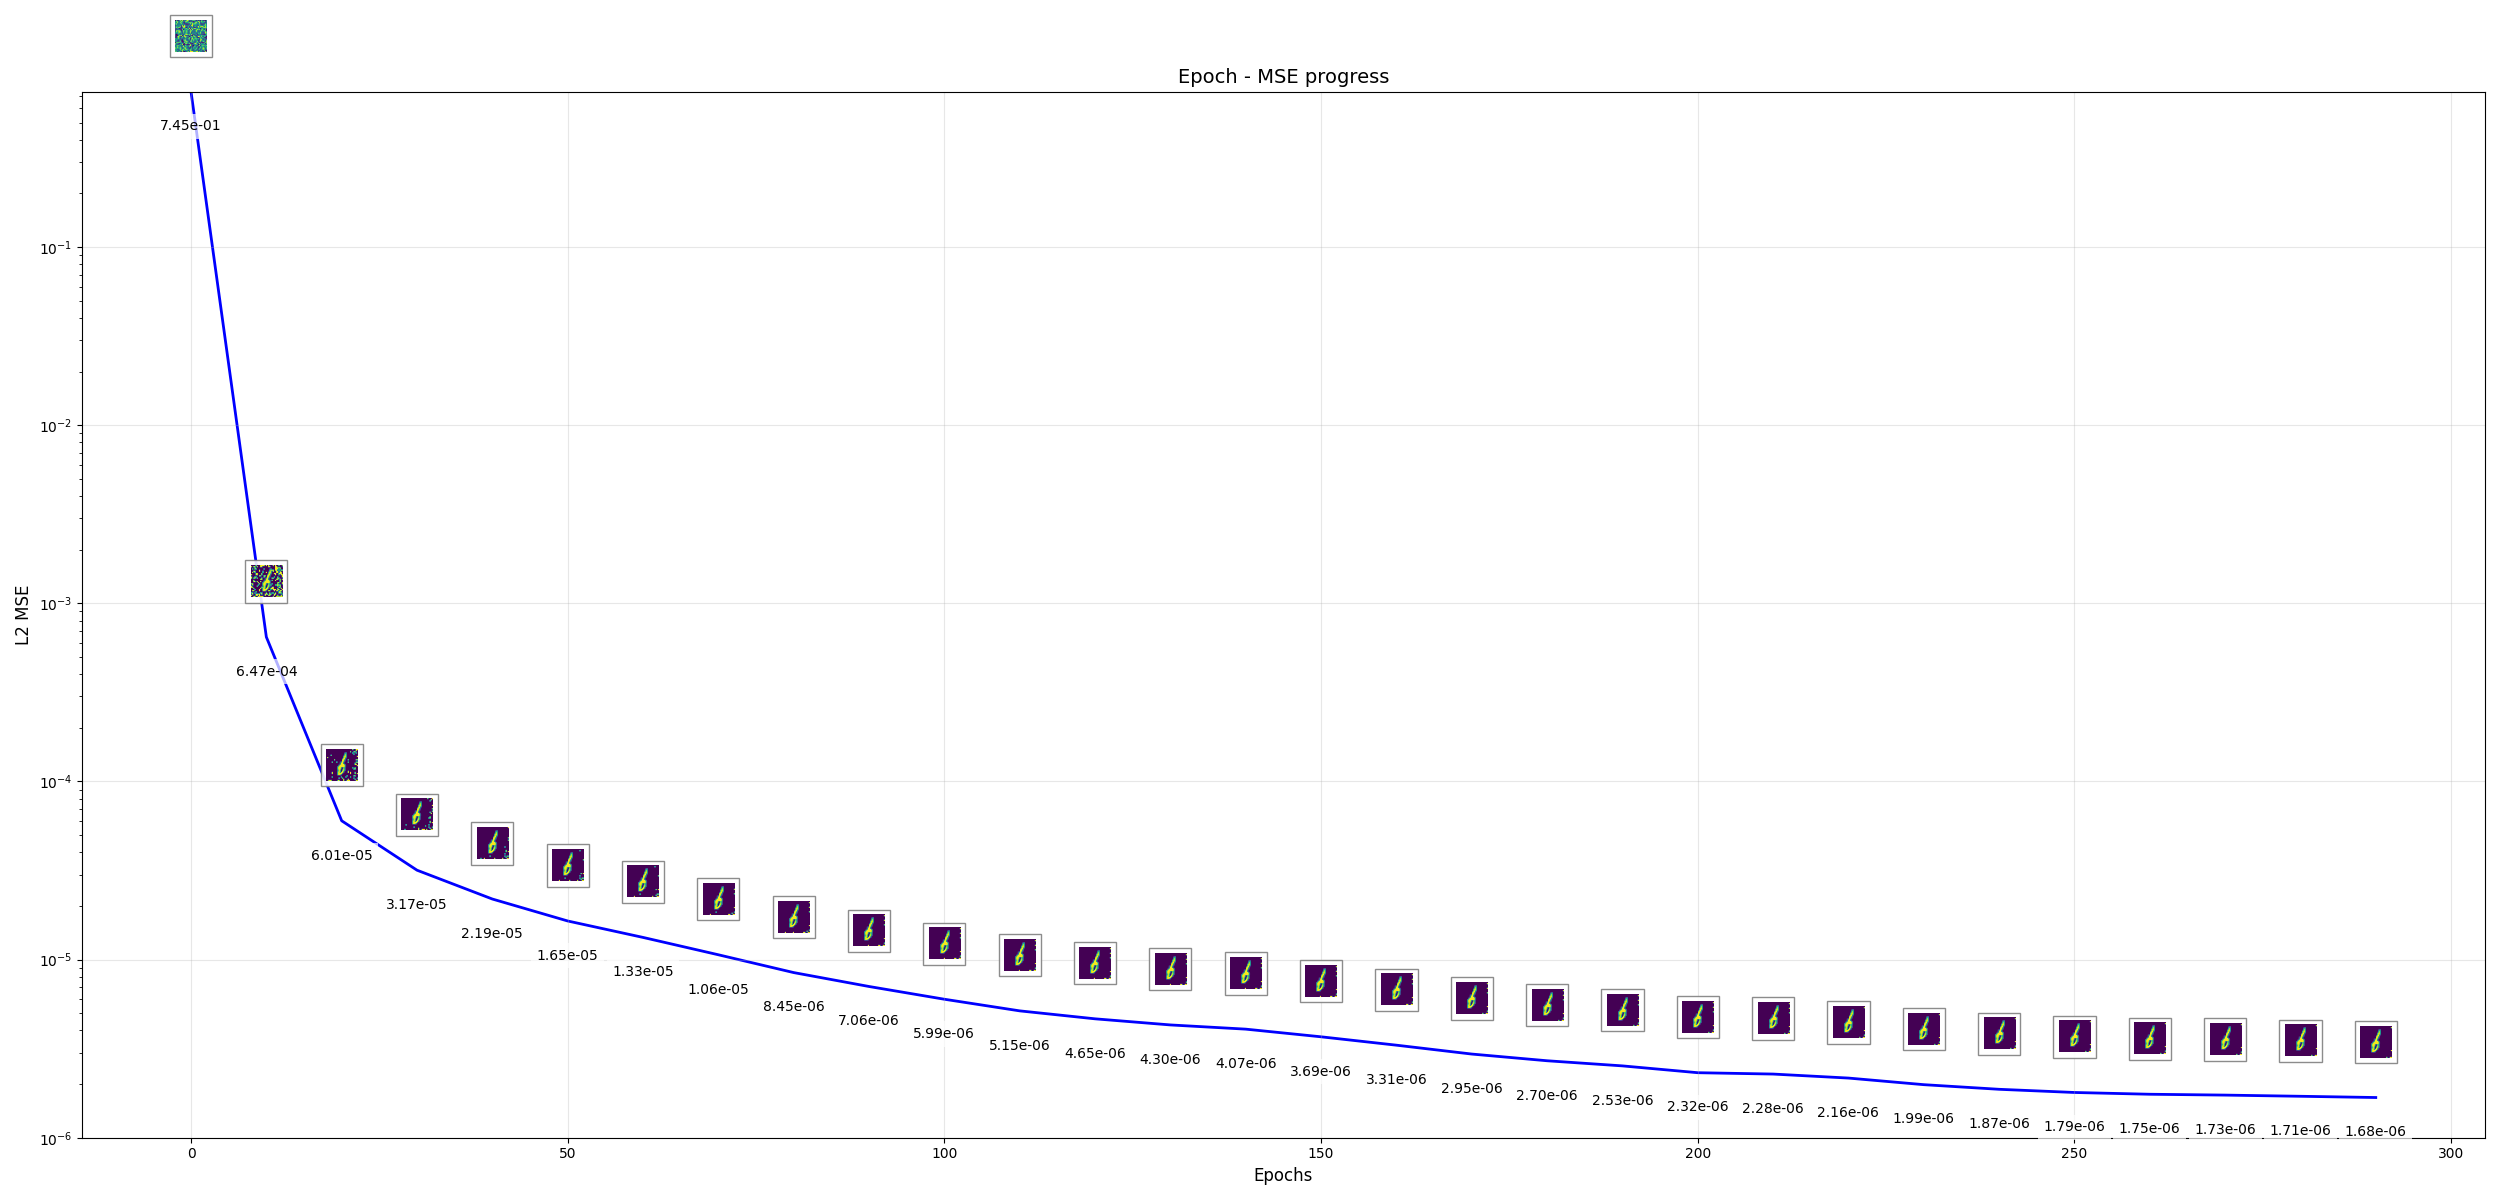 Epoch - MSE progress
L2 MSE
10⁻¹
10⁻²
10⁻³
10⁻⁴
10⁻⁵
10⁻⁶
7.45e-01
6.47e-04
6.01e-05
3.17e-05
2.19e-05
1.65e-05
1.33e-05
1.06e-05
8.45e-06
7.06e-06
5.99e-06
5.15e-06
4.65e-06
4.30e-06
4.07e-06
3.69e-06
3.31e-06
2.95e-06
2.70e-06
2.53e-06
2.32e-06
2.28e-06
2.16e-06
1.99e-06
1.87e-06
1.79e-06
1.75e-06
1.73e-06
1.71e-06
1.68e-06
0 50 100 150 200 250 300
Epochs